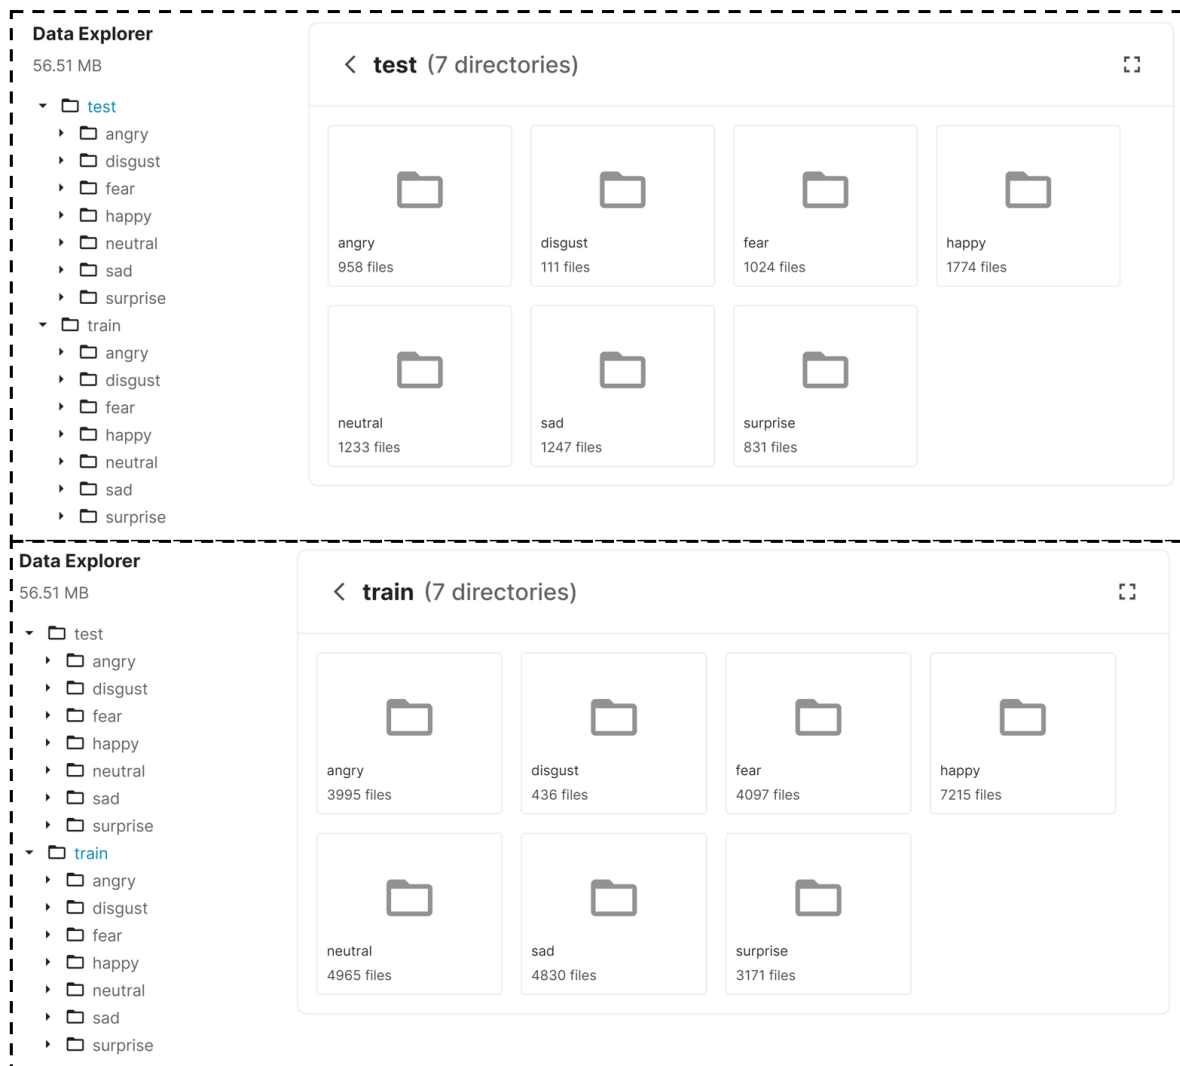 Data Explorer
56.51 MB
test
angry
disgust
fear
happy
neutral
sad
surprise
train
angry
disgust
fear
happy
neutral
sad
surprise
test (7 directories)
angry
958 files
disgust
111 files
fear
1024 files
happy
1774 files
neutral
1233 files
sad
1247 files
surprise
831 files
Data Explorer
56.51 MB
test
angry
disgust
fear
happy
neutral
sad
surprise
train
angry
disgust
fear
happy
neutral
sad
surprise
train (7 directories)
angry
3995 files
disgust
436 files
fear
4097 files
happy
7215 files
neutral
4965 files
sad
4830 files
surprise
3171 files